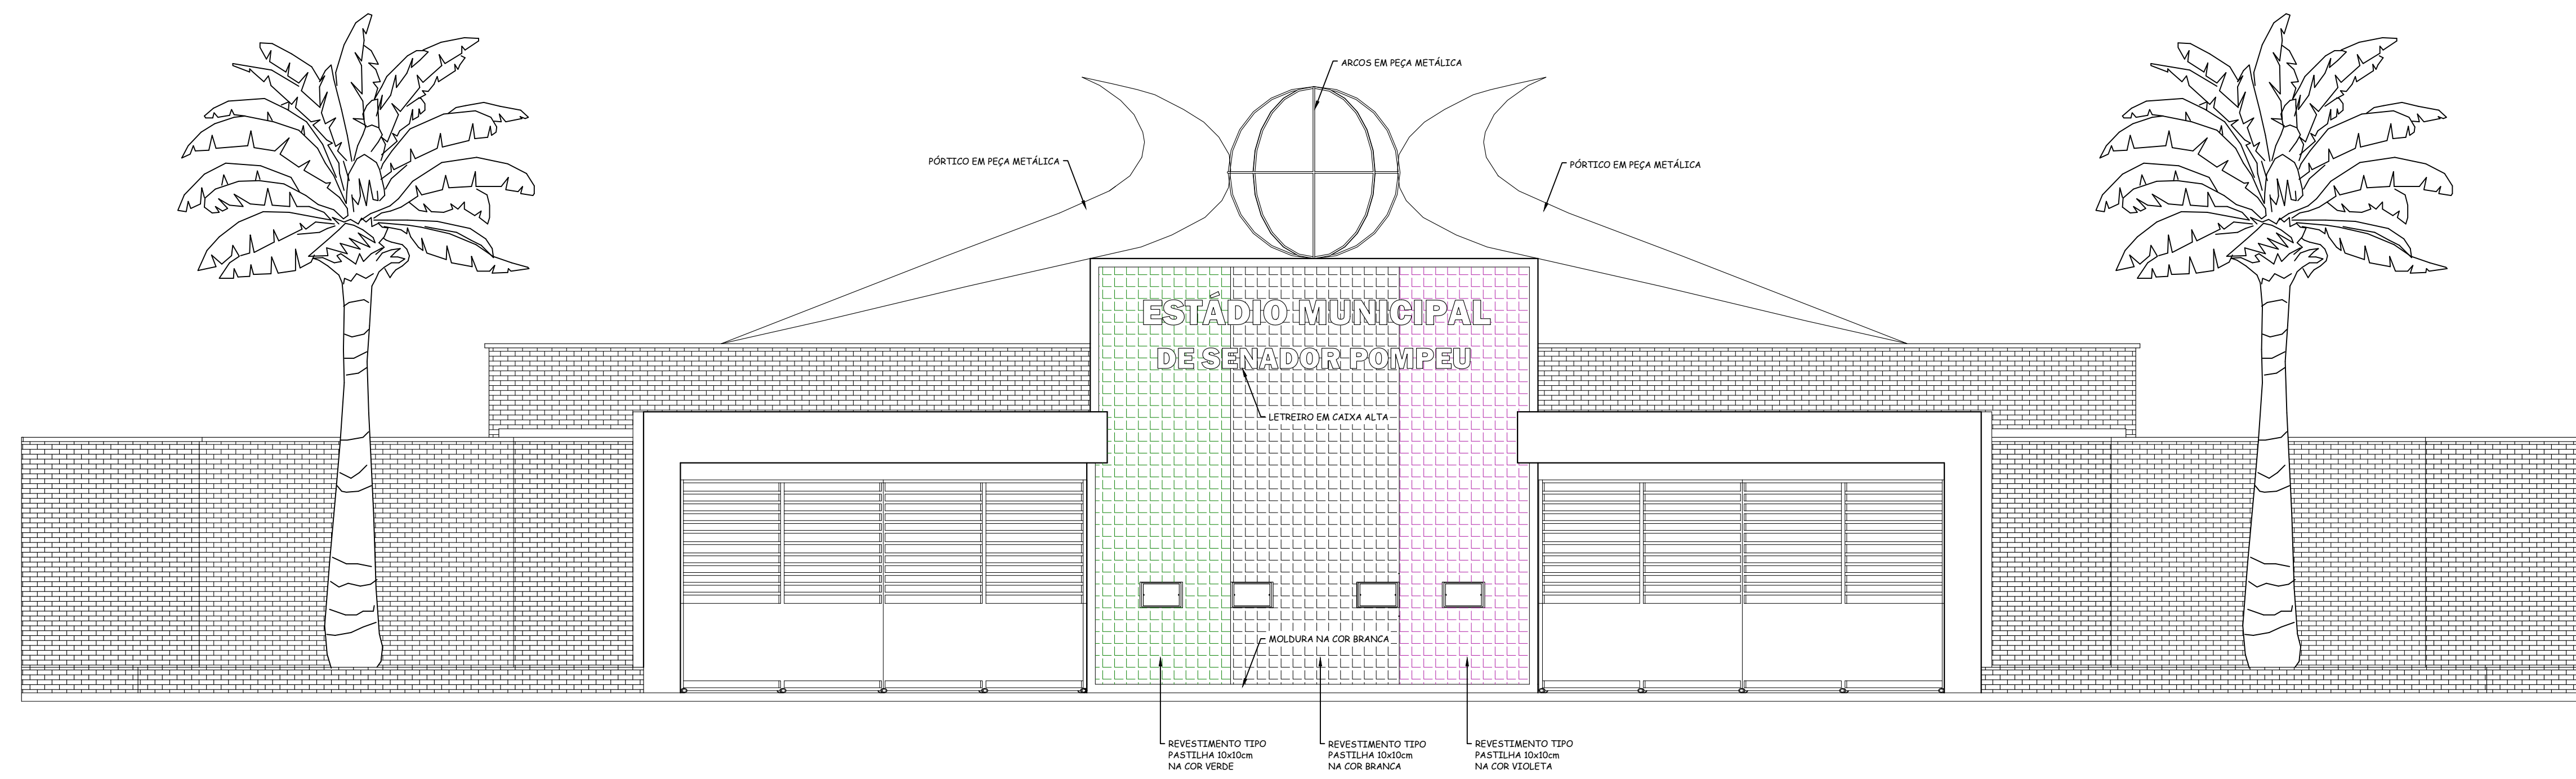 ARCOS EM PEÇA METÁLICA
PÓRTICO EM PEÇA METÁLICA
PÓRTICO EM PEÇA METÁLICA
ESTÁDIO MUNICIPAL
DE SENADOR POMPEU
LETREIRO EM CAIXA ALTA
MOLDURA NA COR BRANCA
REVESTIMENTO TIPO
PASTILHA 10x10cm
NA COR VERDE
REVESTIMENTO TIPO
PASTILHA 10x10cm
NA COR BRANCA
REVESTIMENTO TIPO
PASTILHA 10x10cm
NA COR VIOLETA